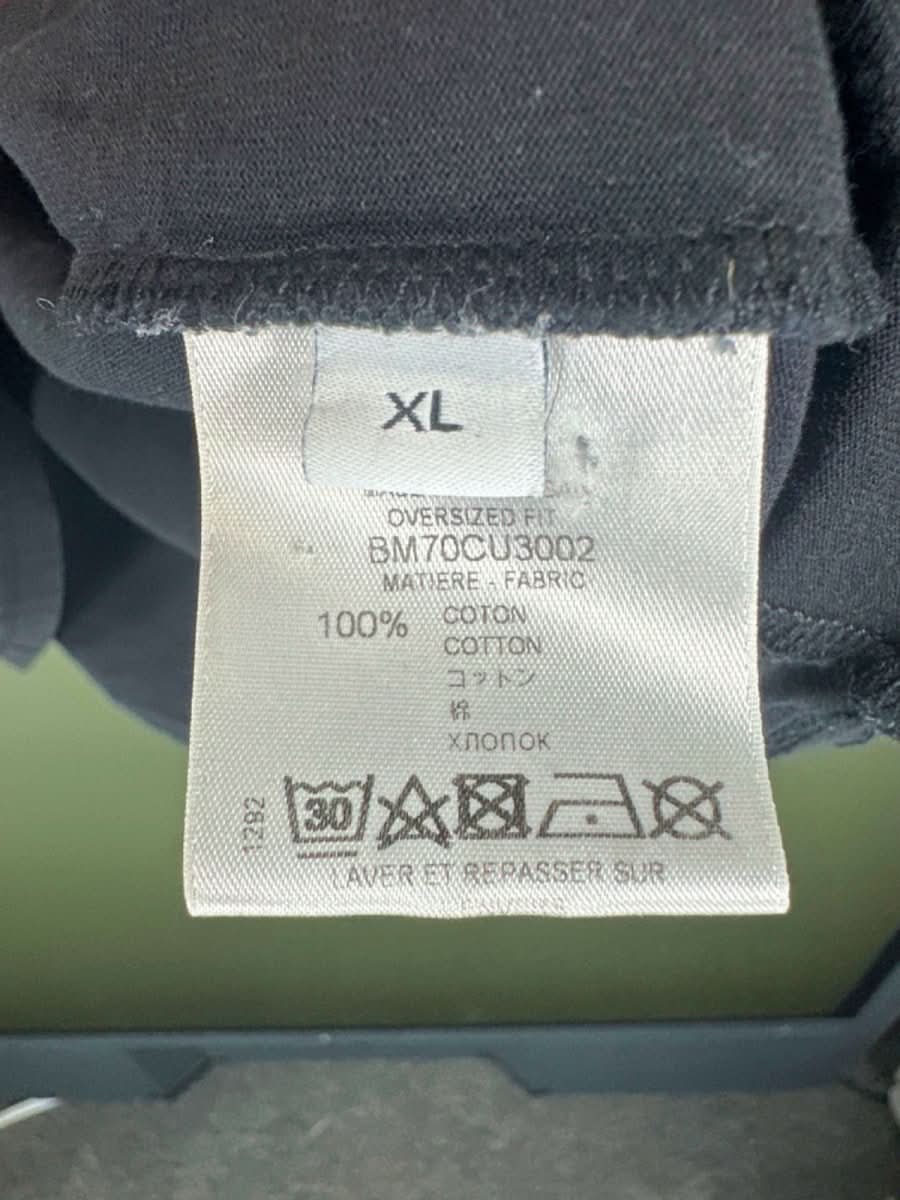 XL
OVERSIZED FIT
BM70CU3002
MATIERE - FABRIC
100% COTON
COTTON
コットン
棉
ХЛОПОК
30
1292
LAVER ET REPASSER SUR